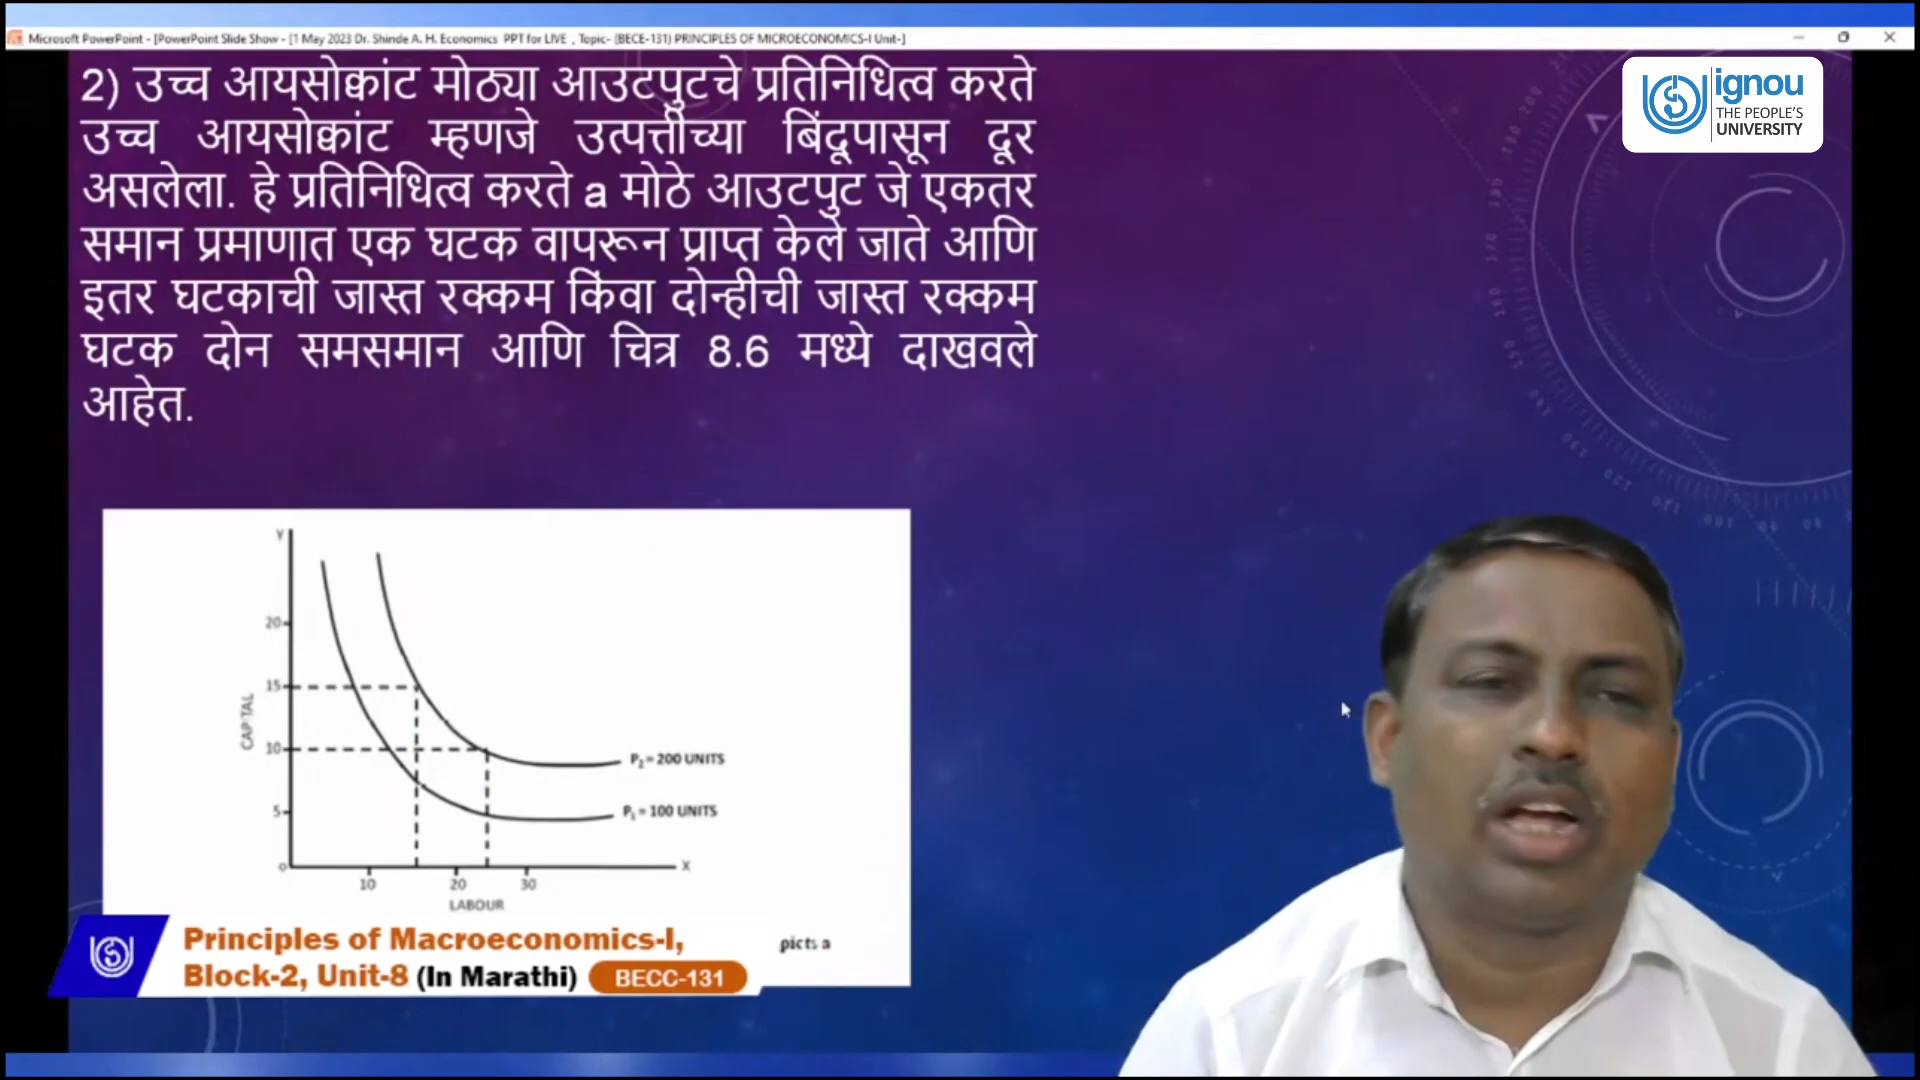 Microsoft PowerPoint - [PowerPoint Slide Show - [1 May 2023 Dr. Shinde A. H. Economics PPT for LIVE , Topic- (BECE-131) PRINCIPLES OF MICROECONOMICS-I Unit-]
ignou
THE PEOPLE'S
UNIVERSITY
2) उच्च आयसोक्वांट मोठ्या आउटपुटचे प्रतिनिधित्व करते
उच्च आयसोक्वांट म्हणजे उत्पत्तीच्या बिंदूपासून दूर
असलेला. हे प्रतिनिधित्व करते a मोठे आउटपुट जे एकतर
समान प्रमाणात एक घटक वापरून प्राप्त केले जाते आणि
इतर घटकाची जास्त रक्कम किंवा दोन्हीची जास्त रक्कम
घटक दोन समसमान आणि चित्र 8.6 मध्ये दाखवले
आहेत.
Y
20
15
CAPITAL
10
P₂ = 200 UNITS
5
P₁ = 100 UNITS
0
X
10 20 30
LABOUR
picts a
Principles of Macroeconomics-I,
Block-2, Unit-8 (In Marathi) BECC-131